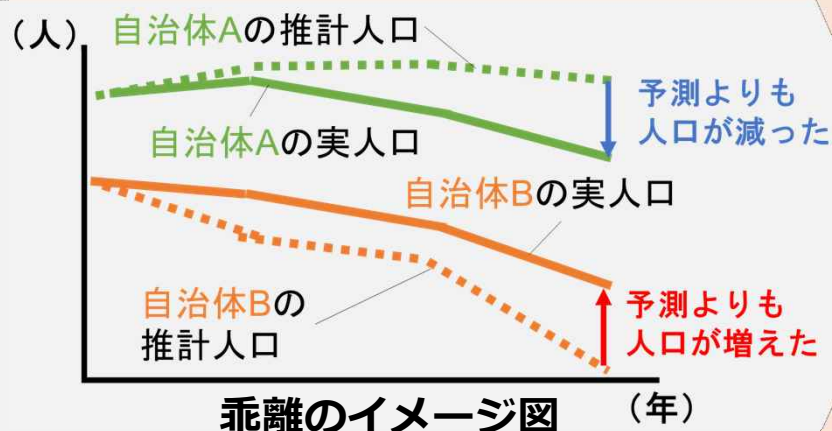 (人)
自治体Aの推計人口
予測よりも
人口が減った
自治体Aの実人口
自治体Bの実人口
自治体Bの
推計人口
予測よりも
人口が増えた
乖離のイメージ図
(年)